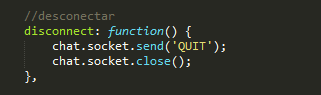 //desconectar
disconnect: function() {
chat.socket.send('QUIT');
chat.socket.close();
},